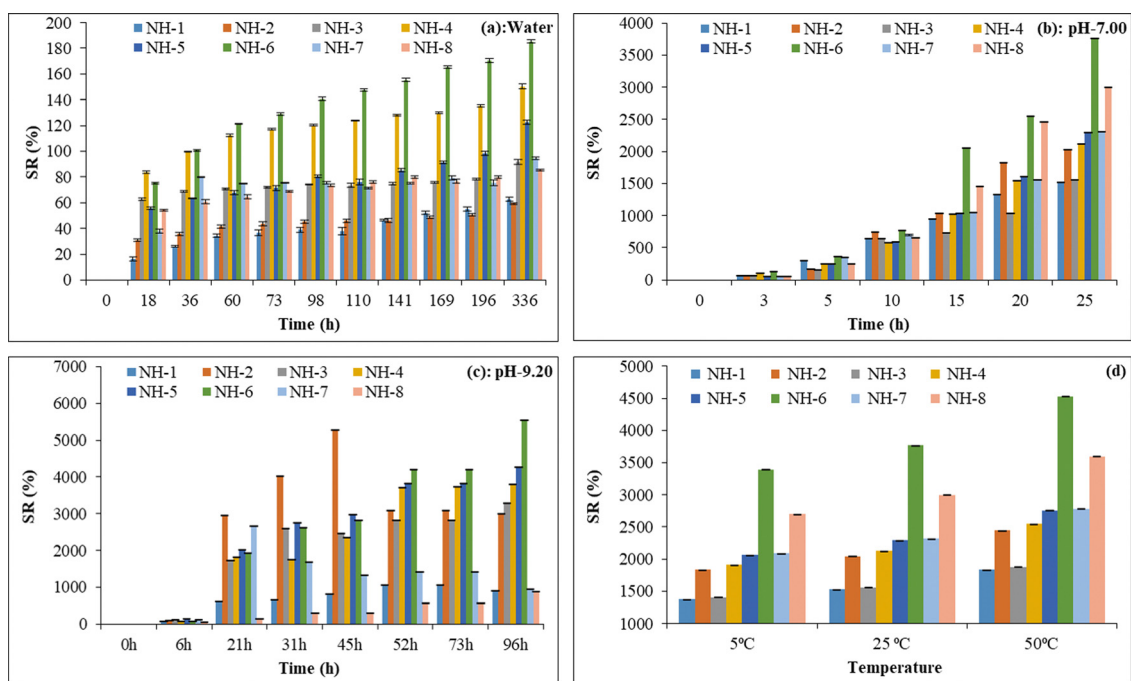 (a):Water
NH-1 NH-2 NH-3 NH-4
NH-5 NH-6 NH-7 NH-8
SR (%)
200
180
160
140
120
100
80
60
40
20
0
0 18 36 60 73 98 110 141 169 196 336
Time (h)
(b): pH-7.00
NH-1 NH-2 NH-3 NH-4
NH-5 NH-6 NH-7 NH-8
SR (%)
4000
3500
3000
2500
2000
1500
1000
500
0
0 3 5 10 15 20 25
Time (h)
(c): pH-9.20
NH-1 NH-2 NH-3 NH-4
NH-5 NH-6 NH-7 NH-8
SR (%)
7000
6000
5000
4000
3000
2000
1000
0
0h 6h 21h 31h 45h 52h 73h 96h
Time (h)
(d)
NH-1 NH-2 NH-3 NH-4
NH-5 NH-6 NH-7 NH-8
SR (%)
5000
4500
4000
3500
3000
2500
2000
1500
1000
5ºC 25 ºC 50ºC
Temperature